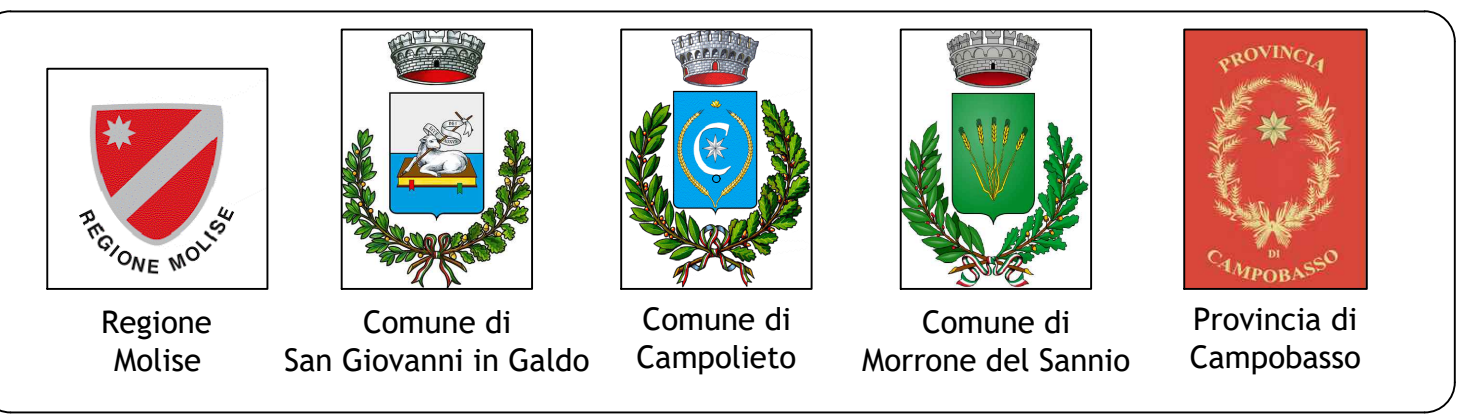 REGIONE MOLISE
C
PROVINCIA
DI
CAMPOBASSO
Regione
Molise
Comune di
San Giovanni in Galdo
Comune di
Campolieto
Comune di
Morrone del Sannio
Provincia di
Campobasso